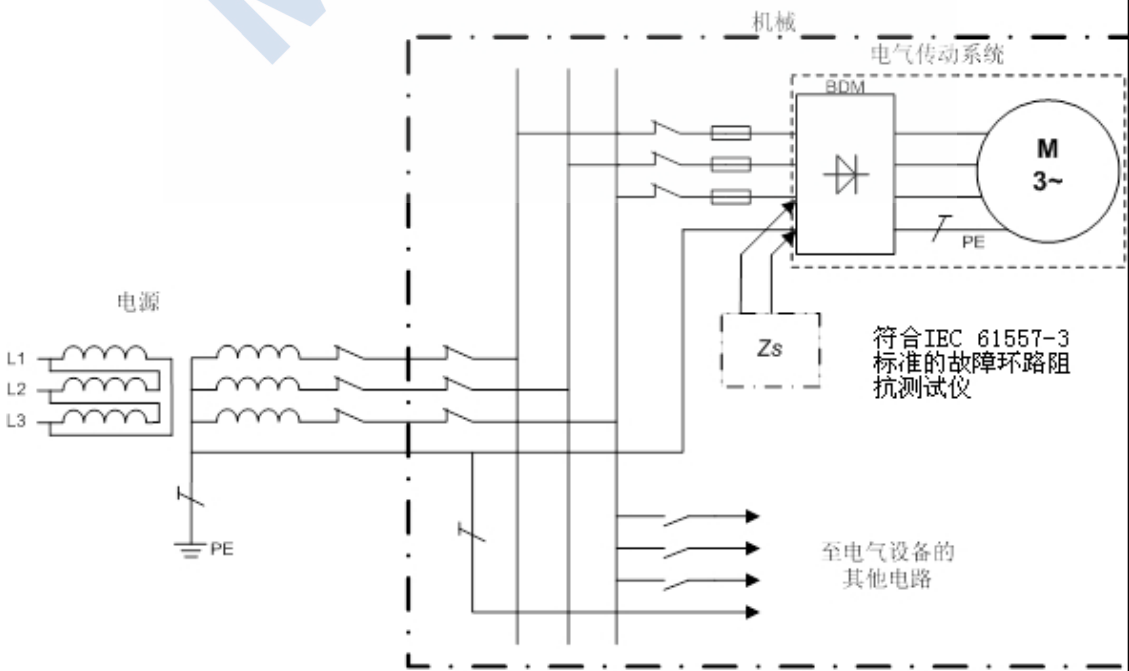 机械
电气传动系统
BDM
M
3~
PE
电源
L1
L2
L3
Zs
符合IEC 61557-3
标准的故障环路阻
抗测试仪
PE
至电气设备的
其他电路